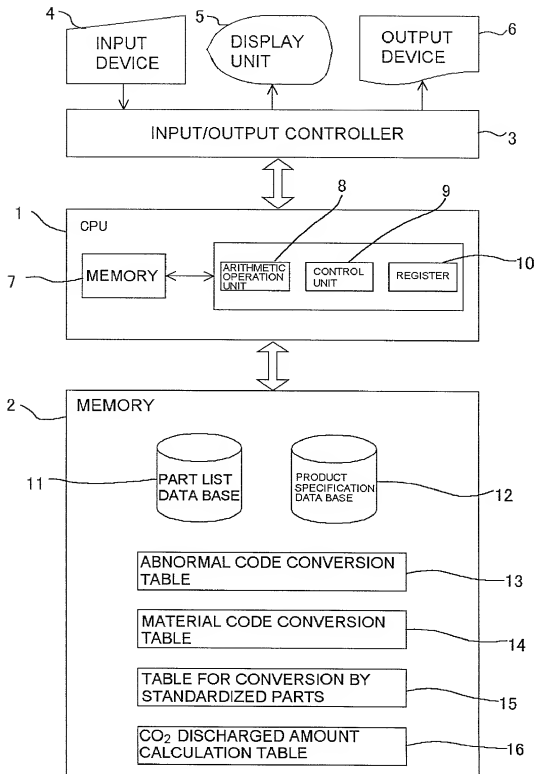 4
INPUT
DEVICE
5
DISPLAY
UNIT
OUTPUT
DEVICE
6
INPUT/OUTPUT CONTROLLER
3
1
CPU
8
9
MEMORY
7
ARITHMETIC
OPERATION
UNIT
CONTROL
UNIT
REGISTER
10
2
MEMORY
PART LIST
DATA BASE
11
PRODUCT
SPECIFICATION
DATA BASE
12
ABNORMAL CODE CONVERSION
TABLE
13
MATERIAL CODE CONVERSION
TABLE
14
TABLE FOR CONVERSION BY
STANDARDIZED PARTS
15
CO2 DISCHARGED AMOUNT
CALCULATION TABLE
16